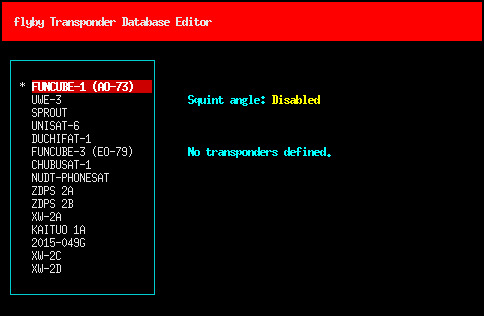 flyby Transponder Database Editor
* FUNCUBE-1 (AO-73)
UWE-3
SPROUT
UNISAT-6
DUCHIFAT-1
FUNCUBE-3 (EO-79)
CHUBUSAT-1
NUDT-PHONESAT
ZDPS 2A
ZDPS 2B
XW-2A
KAITUO 1A
2015-049G
XW-2C
XW-2D
Squint angle: Disabled
No transponders defined.